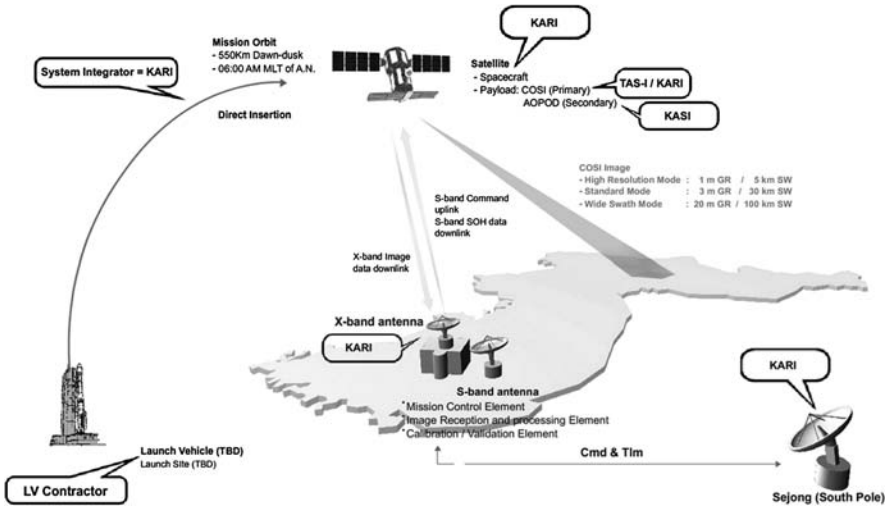 KARI
Mission Orbit
- 550Km Dawn-dusk
- 06:00 AM MLT of A.N.
System Integrator = KARI
Direct Insertion
Satellite
- Spacecraft
- Payload: COSI (Primary)
AOPOD (Secondary)
TAS-I / KARI
KASI
COSI Image
- High Resolution Mode : 1 m GR / 5 km SW
- Standard Mode : 3 m GR / 30 km SW
- Wide Swath Mode : 20 m GR / 100 km SW
S-band Command
uplink
S-band SOH data
downlink
X-band Image
data downlink
X-band antenna
KARI
S-band antenna
*Mission Control Element
*Image Reception and processing Element
*Calibration / Validation Element
KARI
Cmd & Tlm
Sejong (South Pole)
Launch Vehicle (TBD)
Launch Site (TBD)
LV Contractor